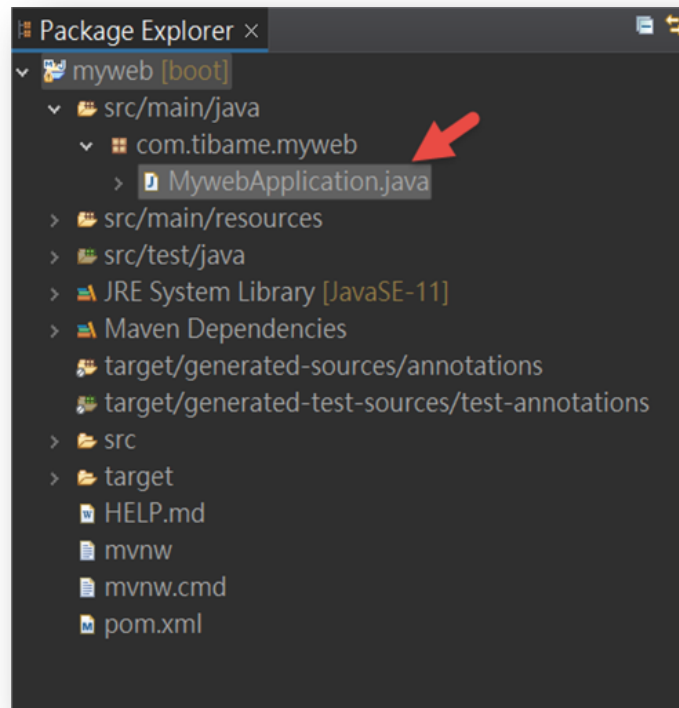 Package Explorer ×
myweb [boot]
src/main/java
com.tibame.myweb
MywebApplication.java
src/main/resources
src/test/java
JRE System Library [JavaSE-11]
Maven Dependencies
target/generated-sources/annotations
target/generated-test-sources/test-annotations
src
target
HELP.md
mvnw
mvnw.cmd
pom.xml